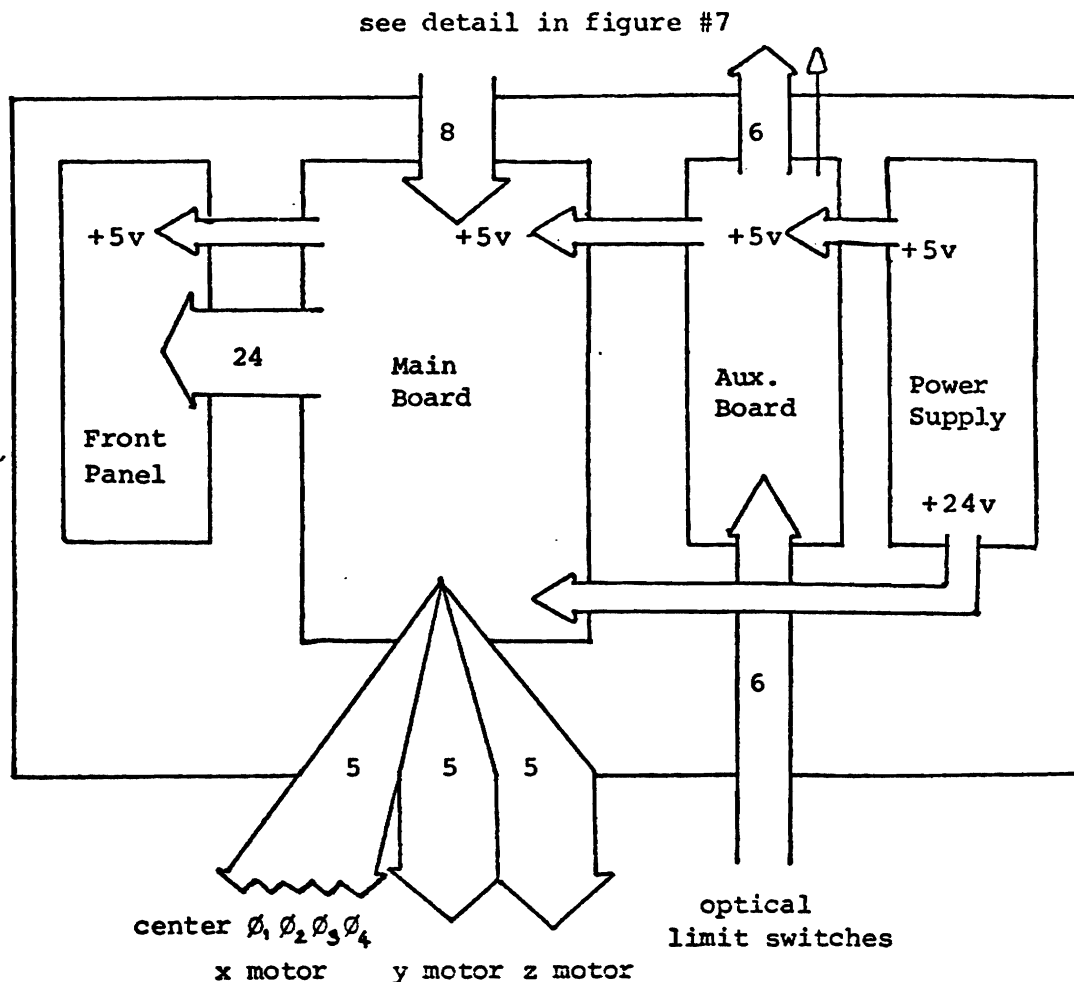 see detail in figure #7
8
6
+5v
+5v
+5v
+5v
24
Main
Board
Aux.
Board
Power
Supply
Front
Panel
+24v
6
5
5
5
center Ø₁ Ø₂ Ø₃ Ø₄
optical
limit switches
x motor
y motor
z motor